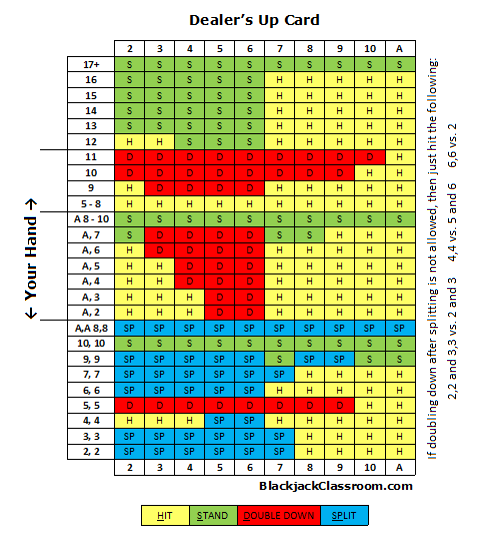 Dealer's Up Card
2 3 4 5 6 7 8 9 10 A
17+ S S S S S S S S S S
16 S S S S S H H H H H
15 S S S S S H H H H H
14 S S S S S H H H H H
13 S S S S S H H H H H
12 H H S S S H H H H H
11 D D D D D D D D D H
10 D D D D D D D D H H
9 H D D D D H H H H H
5 - 8 H H H H H H H H H H
A 8 - 10 S S S S S S S S S S
A, 7 S D D D D S S H H H
A, 6 H D D D D H H H H H
A, 5 H H D D D H H H H H
A, 4 H H D D D H H H H H
A, 3 H H H D D H H H H H
A, 2 H H H D D H H H H H
A,A 8,8 SP SP SP SP SP SP SP SP SP SP
10, 10 S S S S S S S S S S
9, 9 SP SP SP SP SP S SP SP S S
7, 7 SP SP SP SP SP SP H H H H
6, 6 SP SP SP SP SP H H H H H
5, 5 D D D D D D D D H H
4, 4 H H H SP SP H H H H H
3, 3 SP SP SP SP SP SP H H H H
2, 2 SP SP SP SP SP SP H H H H
2 3 4 5 6 7 8 9 10 A
← Your Hand →
If doubling down after splitting is not allowed, then just hit the following:
2,2 and 3,3 vs. 2 and 3 4,4 vs. 5 and 6 6,6 vs. 2
BlackjackClassroom.com
HIT STAND DOUBLE DOWN SPLIT